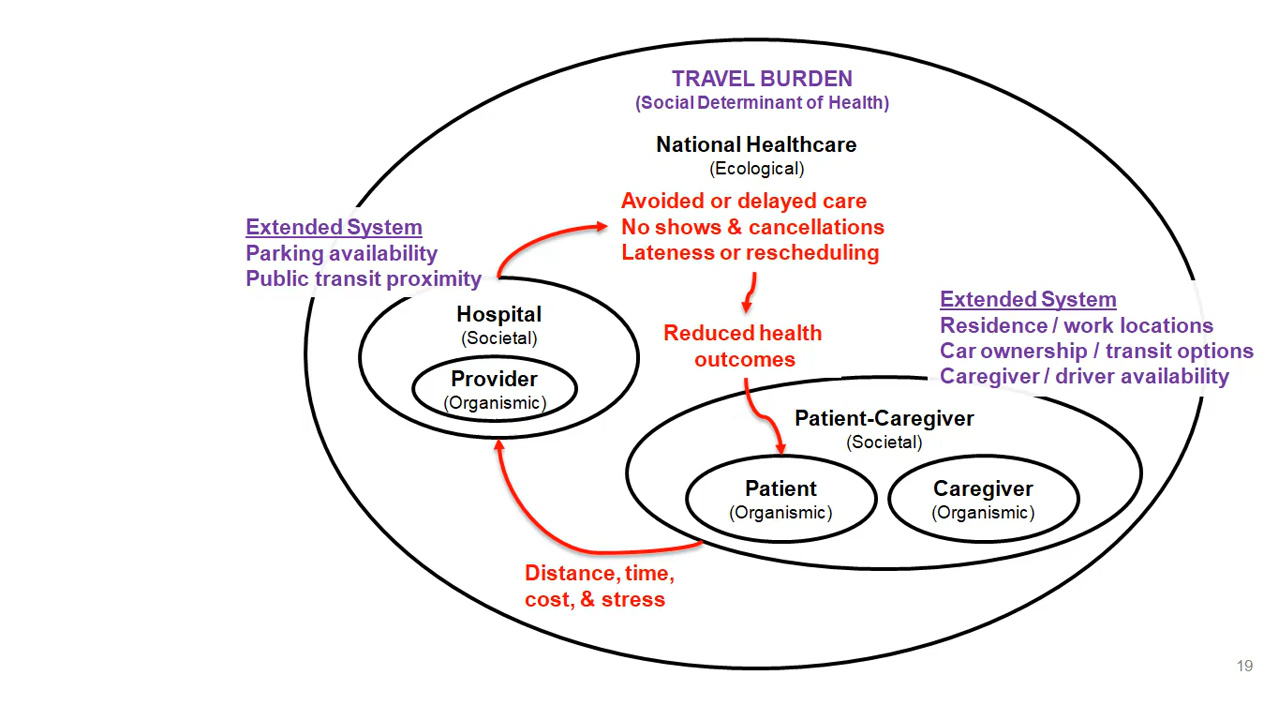 TRAVEL BURDEN
(Social Determinant of Health)
National Healthcare
(Ecological)
Avoided or delayed care
No shows & cancellations
Lateness or rescheduling
Extended System
Parking availability
Public transit proximity
Hospital
(Societal)
Provider
(Organismic)
Reduced health
outcomes
Extended System
Residence / work locations
Car ownership / transit options
Caregiver / driver availability
Patient-Caregiver
(Societal)
Patient
(Organismic)
Caregiver
(Organismic)
Distance, time,
cost, & stress
19